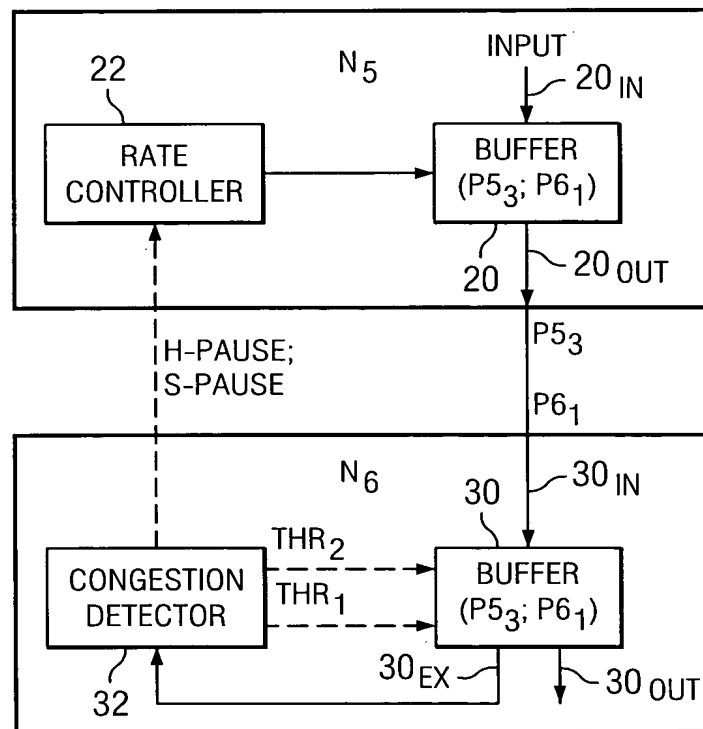 N5
INPUT
20IN
22
RATE
CONTROLLER
BUFFER
(P53; P61)
20
20OUT
H-PAUSE;
S-PAUSE
P53
P61
N6
30
30IN
THR2
THR1
CONGESTION
DETECTOR
BUFFER
(P53; P61)
32
30EX
30OUT